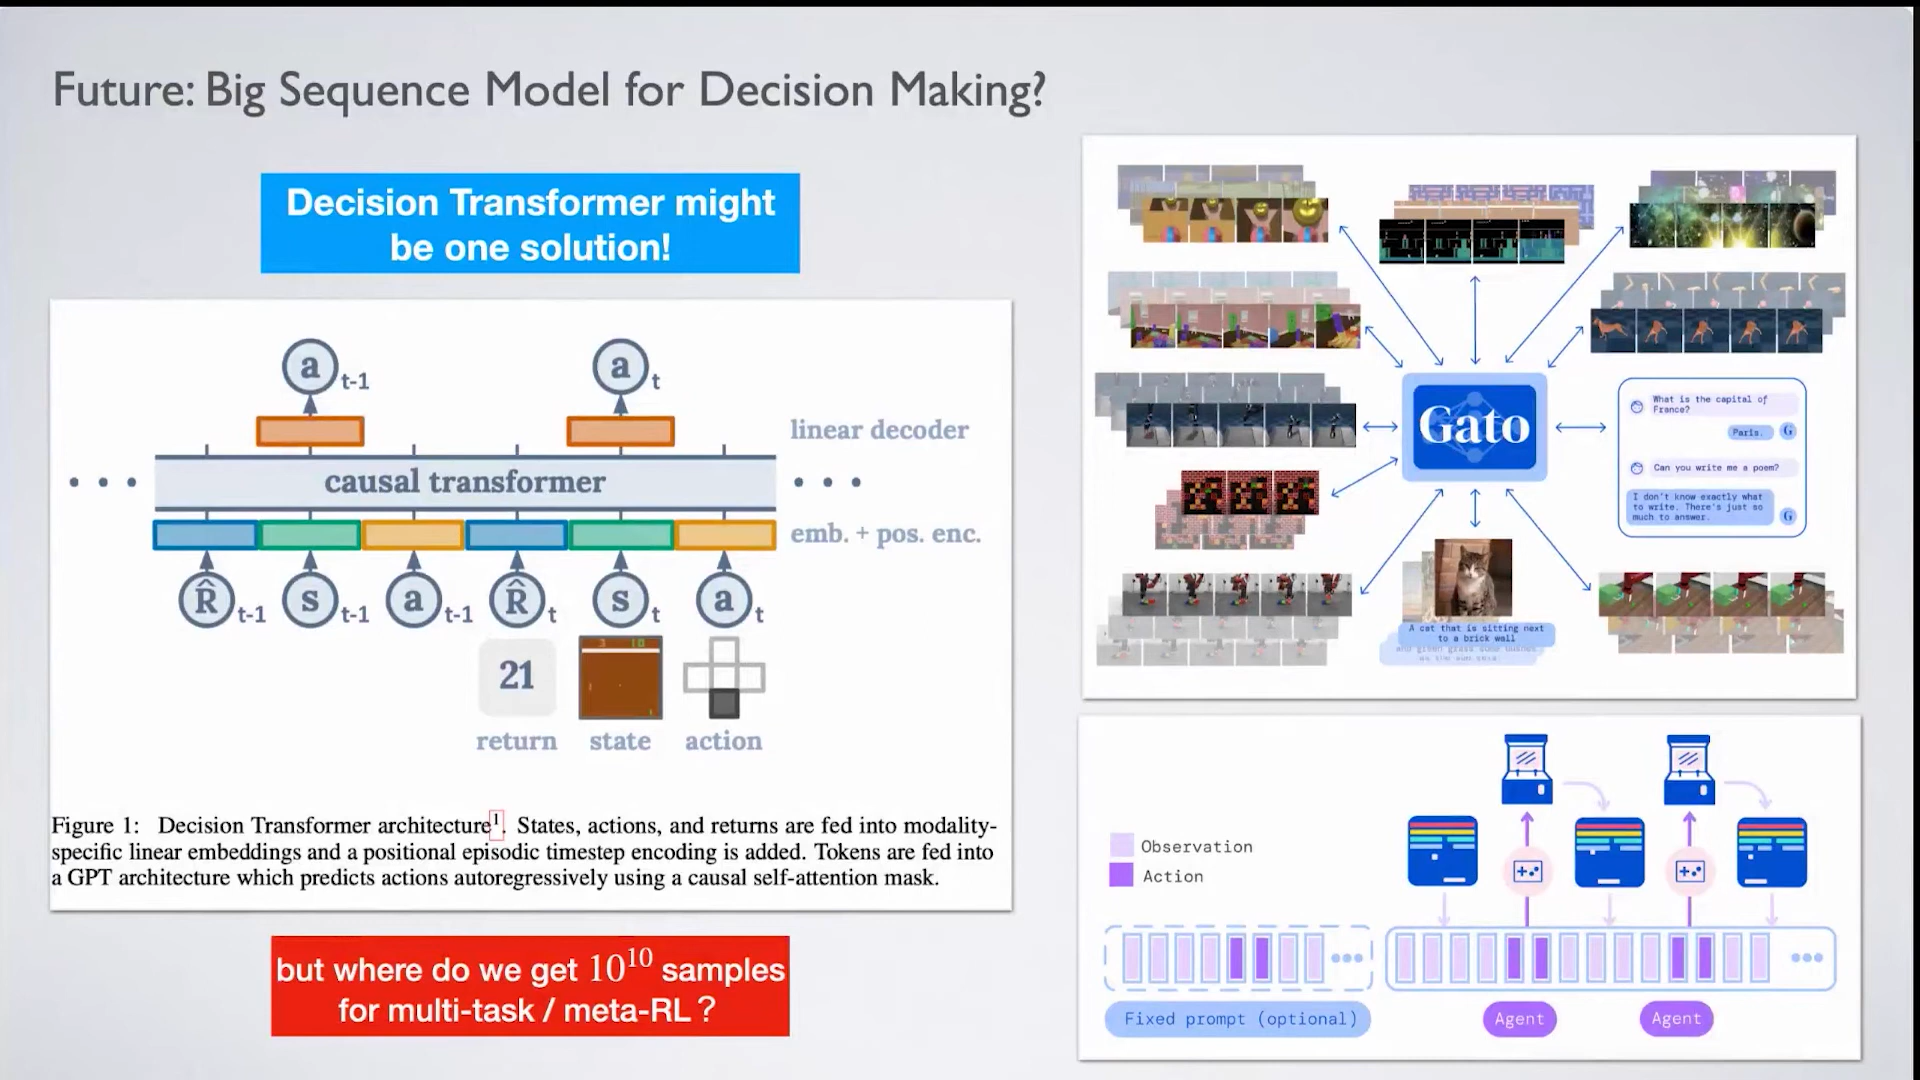 Future: Big Sequence Model for Decision Making?
Decision Transformer might
be one solution!
a t-1
a t
linear decoder
causal transformer
emb. + pos. enc.
R̂ t-1 s t-1 a t-1 R̂ t s t a t
21
3 10
return state action
Figure 1: Decision Transformer architecture¹. States, actions, and returns are fed into modality-
specific linear embeddings and a positional episodic timestep encoding is added. Tokens are fed into
a GPT architecture which predicts actions autoregressively using a causal self-attention mask.
but where do we get 10¹⁰ samples
for multi-task / meta-RL ?
Gato
What is the capital of
France?
Paris. G
Can you write me a poem?
I don't know exactly what
to write. There's just so
much to answer. G
A cat that is sitting next
to a brick wall
Observation
Action
Fixed prompt (optional)
Agent
Agent